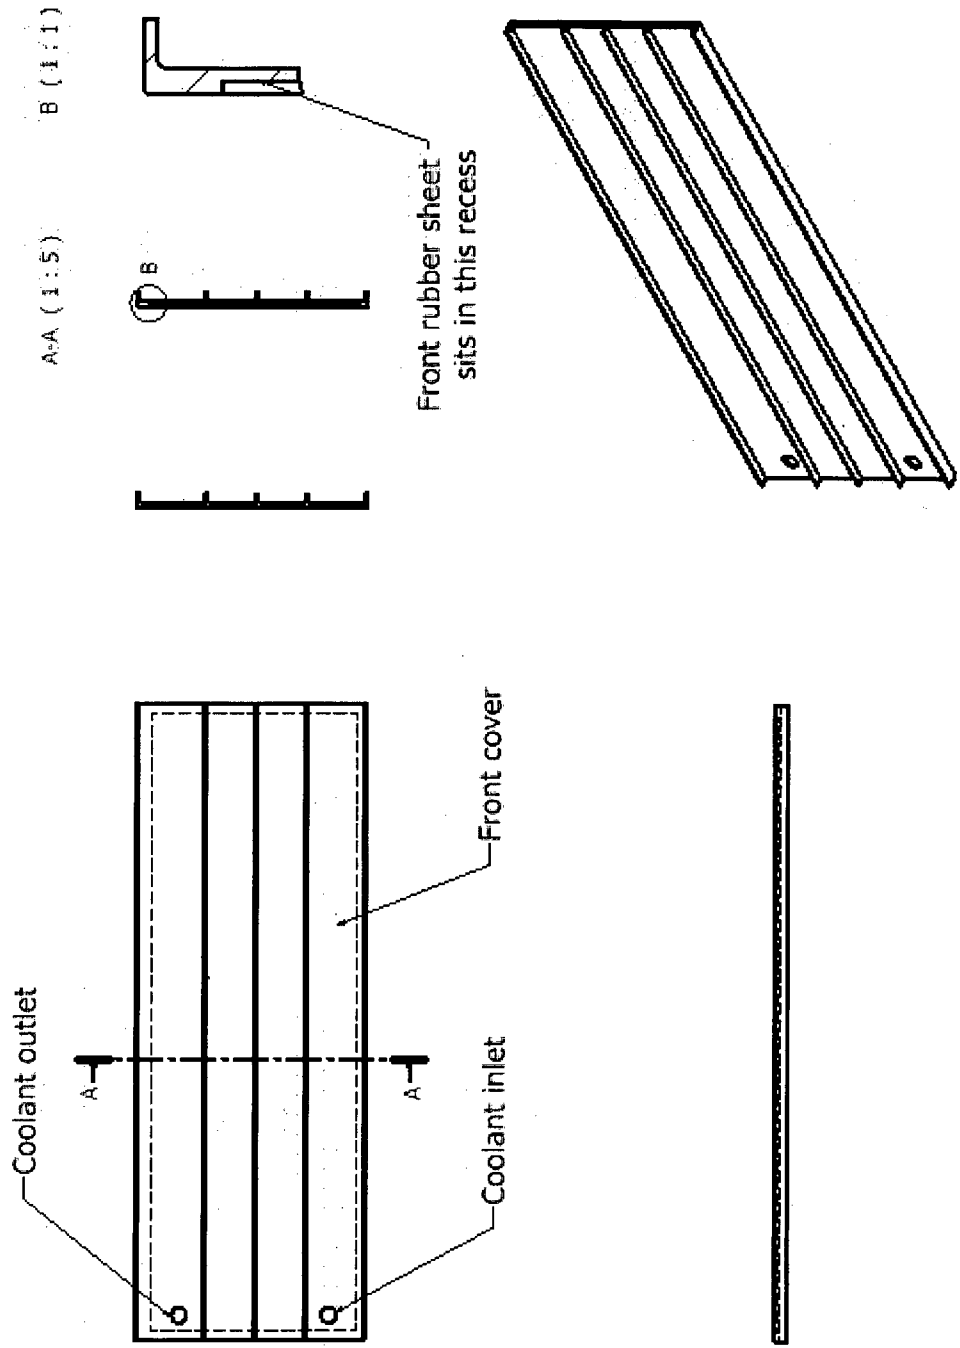 Coolant outlet
A
A
Coolant inlet
Front cover
A-A ( 1 : 5 )
B
B ( 1 : 1 )
Front rubber sheet
sits in this recess